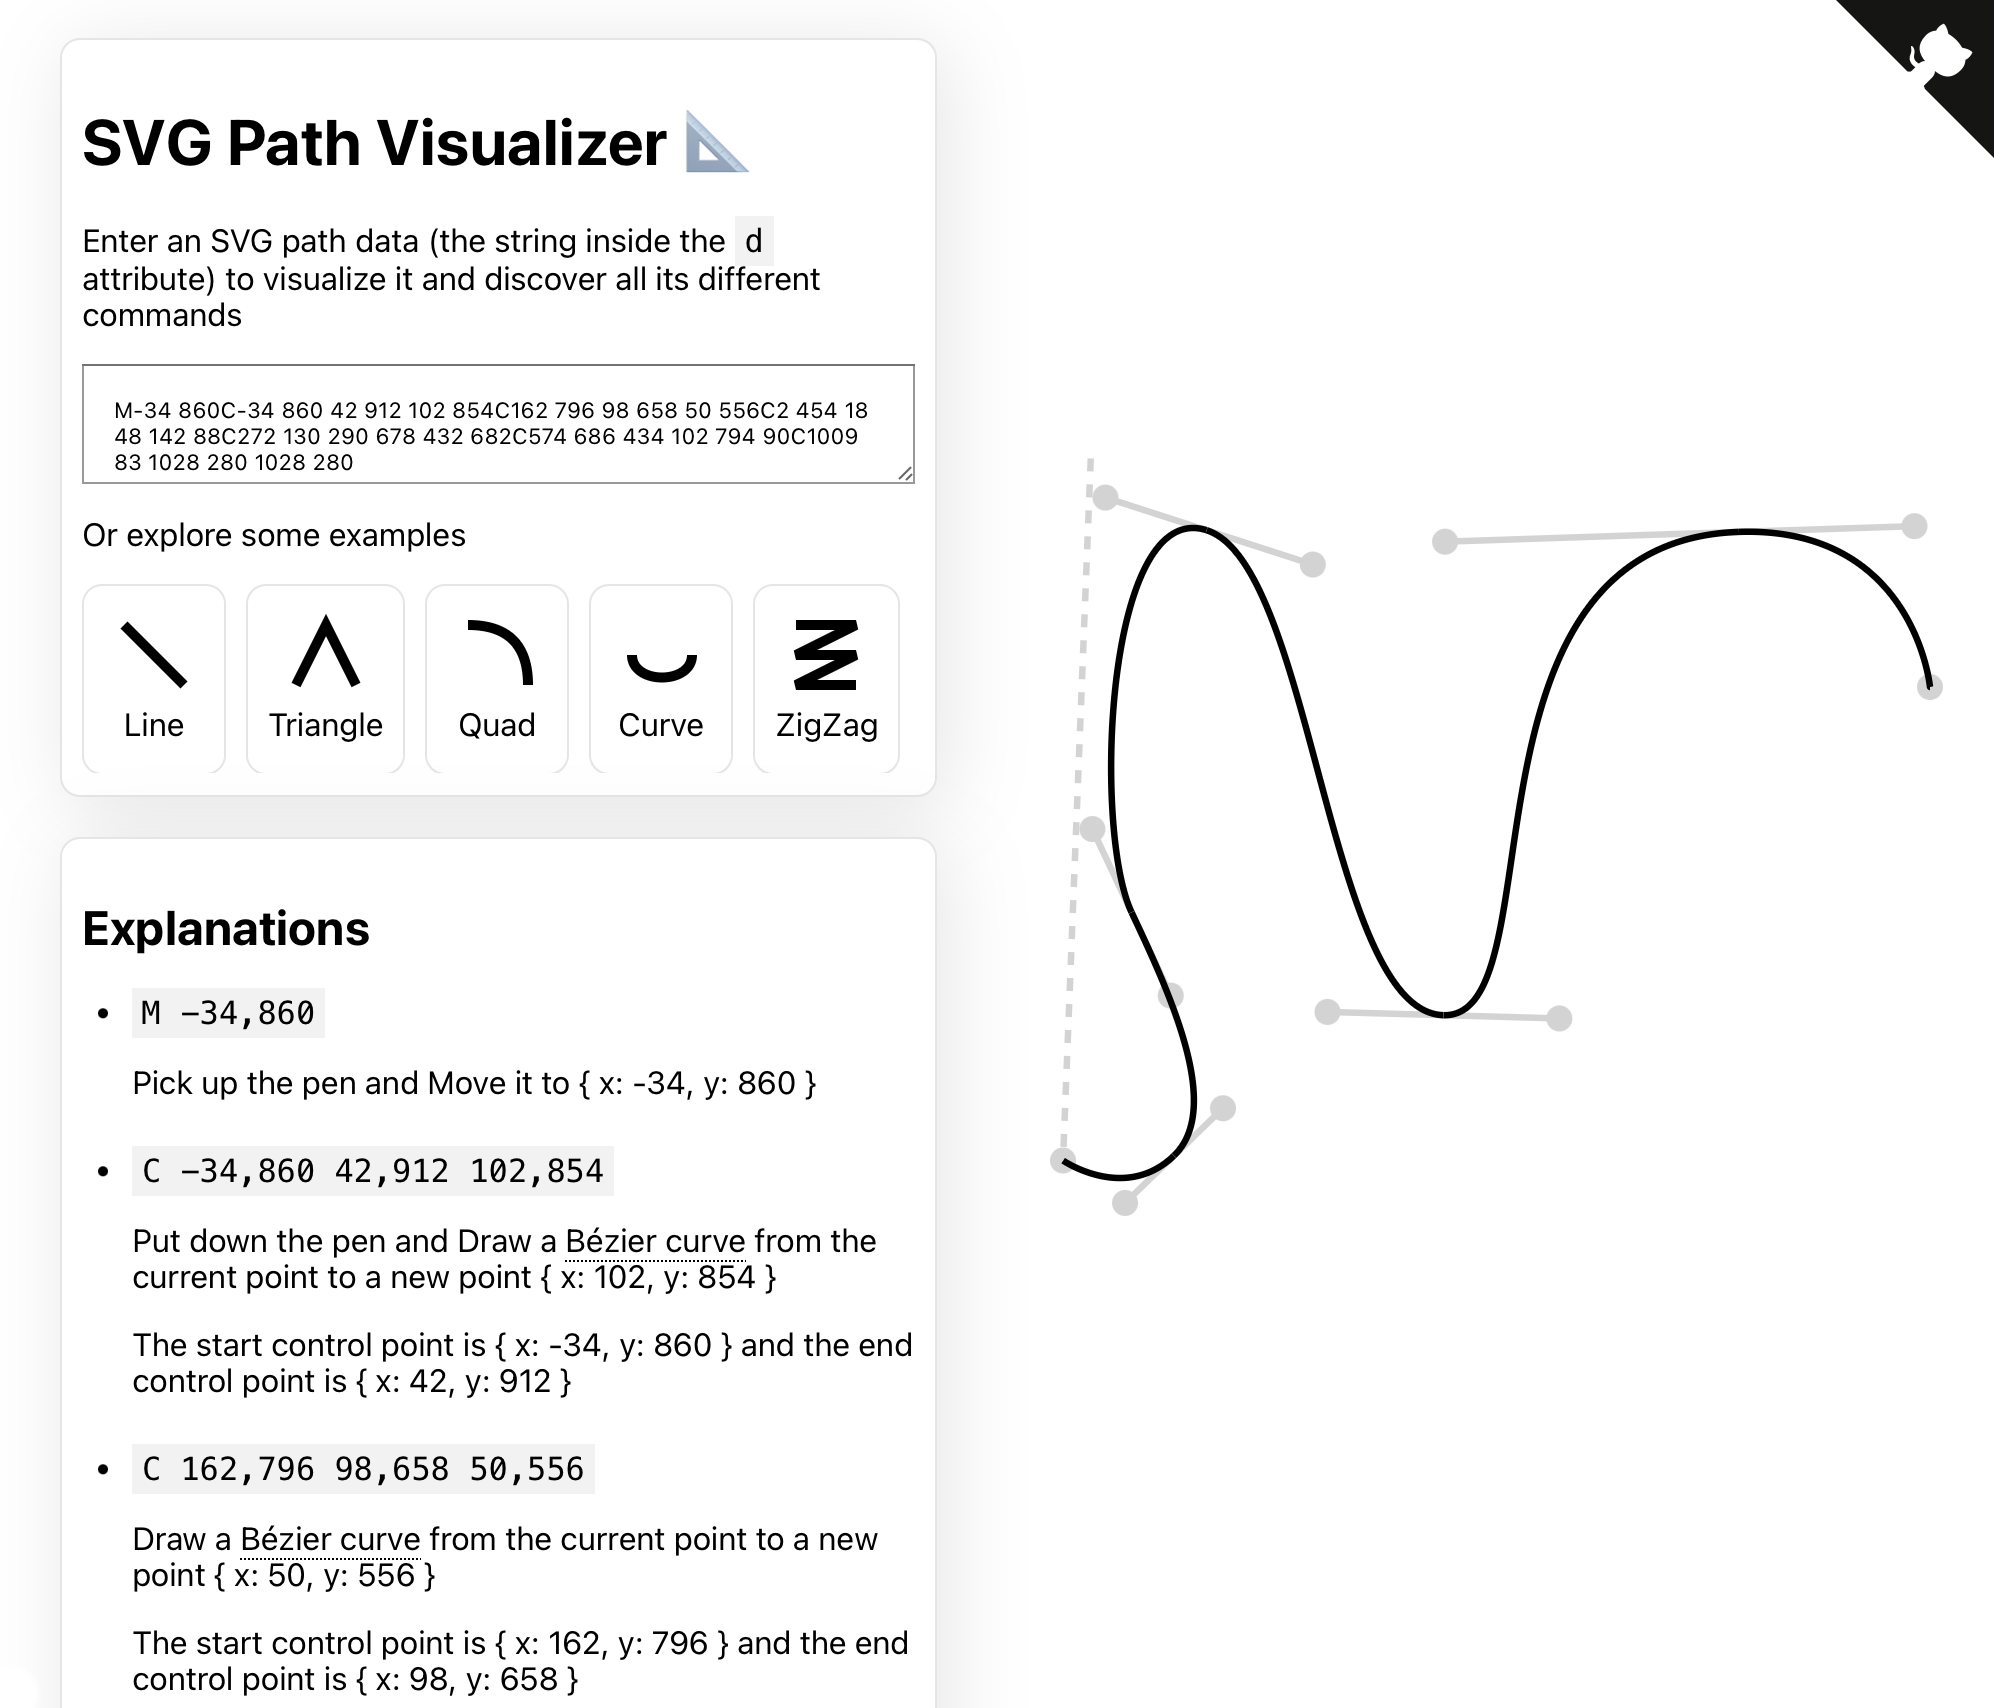 SVG Path Visualizer 📐
Enter an SVG path data (the string inside the d
attribute) to visualize it and discover all its different
commands
M-34 860C-34 860 42 912 102 854C162 796 98 658 50 556C2 454 18
48 142 88C272 130 290 678 432 682C574 686 434 102 794 90C1009
83 1028 280 1028 280
Or explore some examples
Line Triangle Quad Curve ZigZag
Explanations
• M −34,860
Pick up the pen and Move it to { x: -34, y: 860 }
• C −34,860 42,912 102,854
Put down the pen and Draw a Bézier curve from the
current point to a new point { x: 102, y: 854 }
The start control point is { x: -34, y: 860 } and the end
control point is { x: 42, y: 912 }
• C 162,796 98,658 50,556
Draw a Bézier curve from the current point to a new
point { x: 50, y: 556 }
The start control point is { x: 162, y: 796 } and the end
control point is { x: 98, y: 658 }